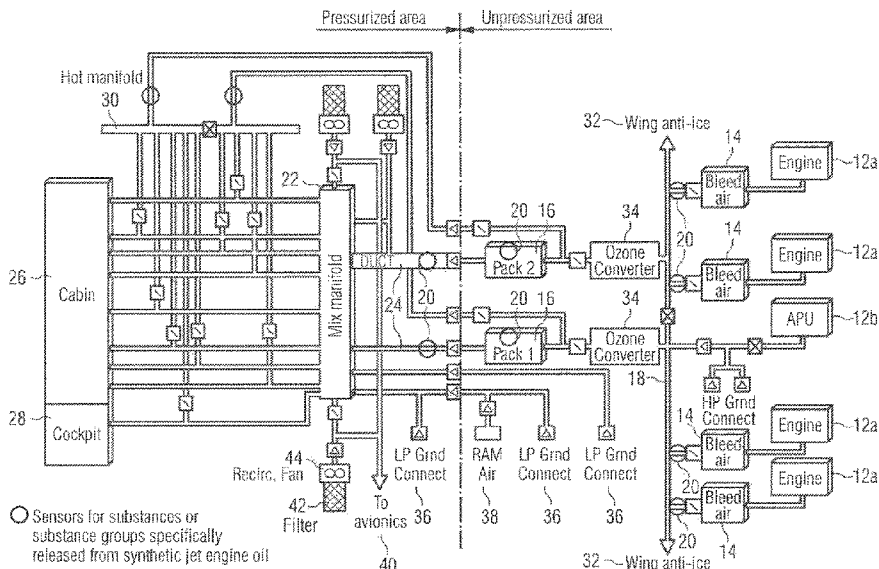 Pressurized area
Unpressurized area
Hot manifold
30
32
Wing anti-ice
14
Engine
12a
22
Bleed
air
20
20
16
34
14
Engine
12a
26
DUCT
Pack 2
Ozone
Converter
20
Bleed
air
Cabin
Mix manifold
24
20
20
16
34
APU
12b
Pack 1
Ozone
Converter
18
HP Grnd
Connect
28
Cockpit
14
Engine
12a
Bleed
air
44
Recirc. Fan
LP Grnd
Connect
RAM
Air
LP Grnd
Connect
LP Grnd
Connect
20
Engine
12a
42
Filter
To
avionics
36
38
36
36
Bleed
air
20
14
Sensors for substances or
substance groups specifically
released from synthetic jet engine oil
40
32
Wing anti-ice